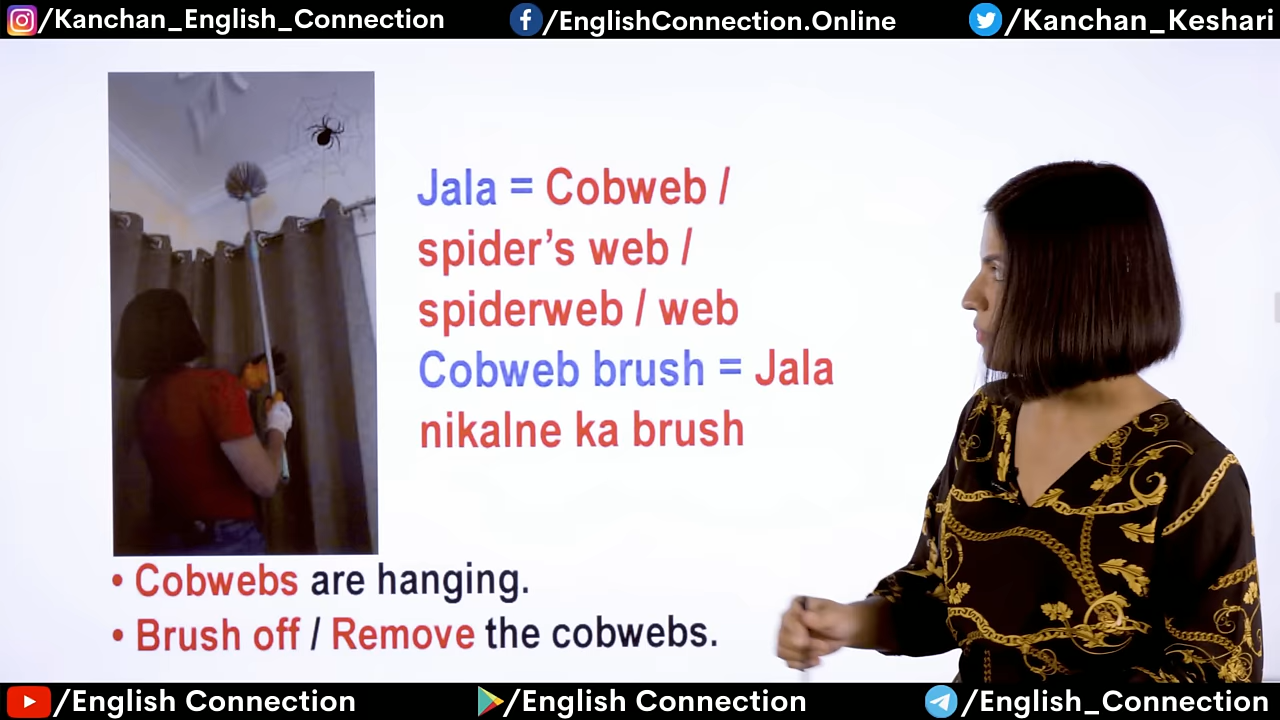 /Kanchan_English_Connection
/EnglishConnection.Online
/Kanchan_Keshari
Jala = Cobweb /
spider’s web /
spiderweb / web
Cobweb brush = Jala
nikalne ka brush
• Cobwebs are hanging.
• Brush off / Remove the cobwebs.
/English Connection
/English Connection
/English_Connection